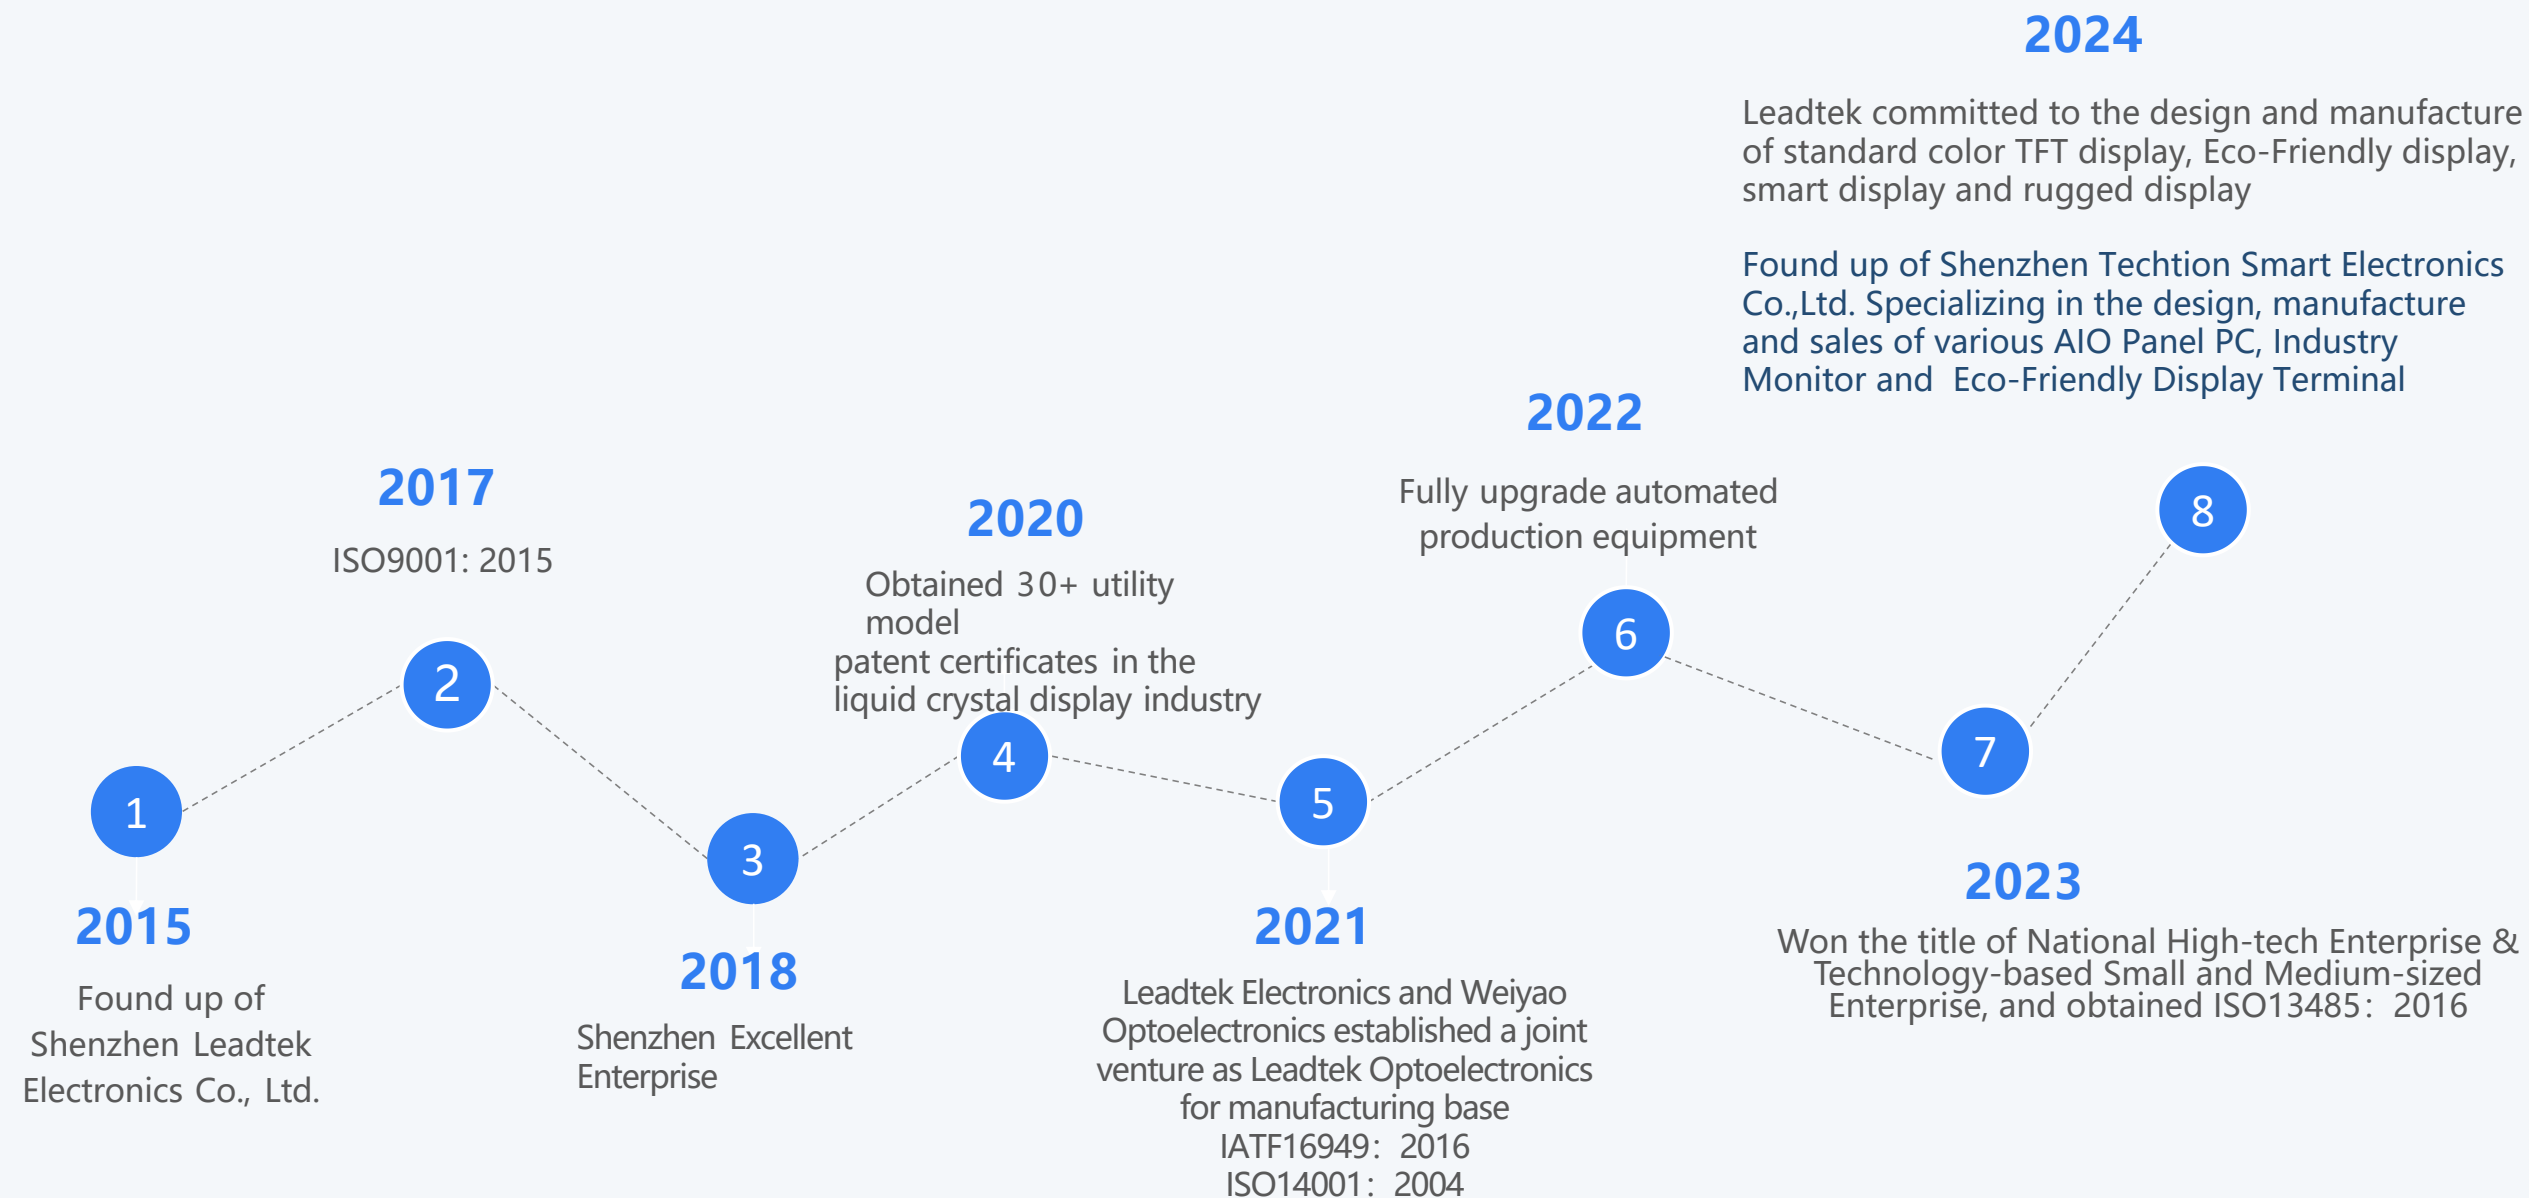 1
2015
Found up of
Shenzhen Leadtek
Electronics Co., Ltd.
2017
ISO9001: 2015
2
3
2018
Shenzhen Excellent
Enterprise
2020
Obtained 30+ utility
model
patent certificates in the
liquid crystal display industry
4
5
2021
Leadtek Electronics and Weiyao
Optoelectronics established a joint
venture as Leadtek Optoelectronics
for manufacturing base
IATF16949：2016
ISO14001：2004
2022
Fully upgrade automated
production equipment
6
7
2023
Won the title of National High-tech Enterprise &
Technology-based Small and Medium-sized
Enterprise, and obtained ISO13485：2016
2024
Leadtek committed to the design and manufacture
of standard color TFT display, Eco-Friendly display,
smart display and rugged display
Found up of Shenzhen Techtion Smart Electronics
Co.,Ltd. Specializing in the design, manufacture
and sales of various AIO Panel PC, Industry
Monitor and Eco-Friendly Display Terminal
8